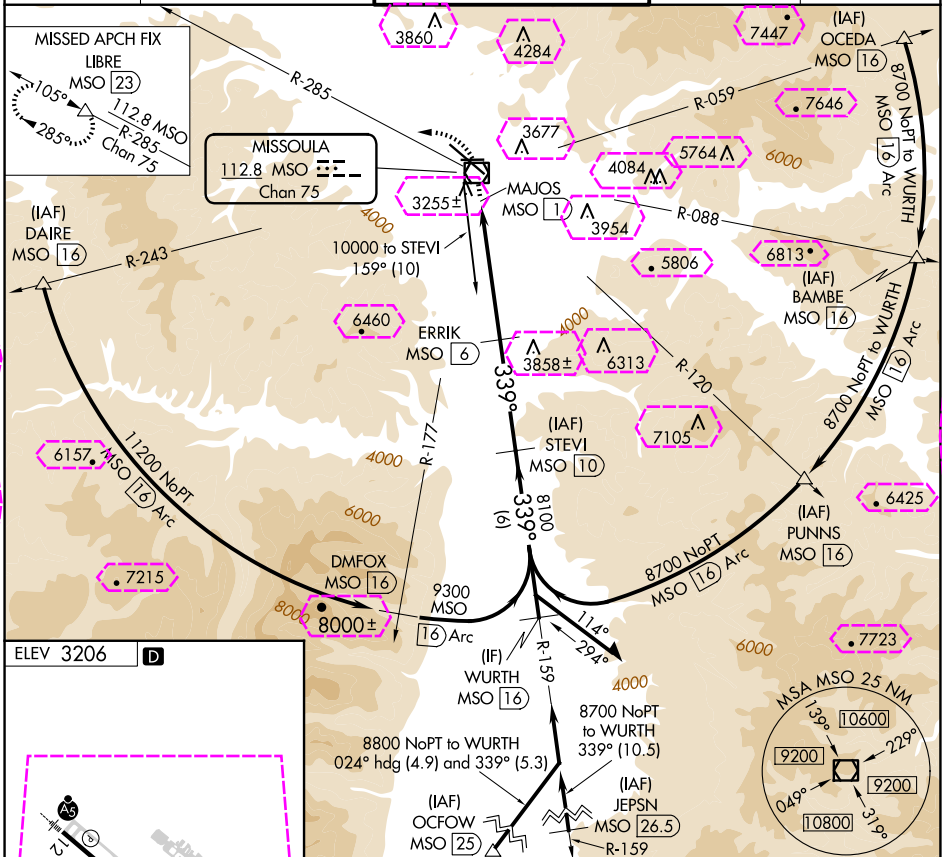 MISSED APCH FIX
LIBRE
MSO 23
105°
285°
112.8 MSO
R-285
Chan 75
3860
4284
7447
(IAF)
OCEDA
MSO 16
R-285
R-059
7646
8700 NoPT to WURTH
MSO 16 Arc
MISSOULA
112.8 MSO
Chan 75
3677
4084
5764
6000
3255±
MAJOS
MSO 1
3954
R-088
4000
(IAF)
DAIRE
MSO 16
R-243
10000 to STEVI
159° (10)
5806
6813
(IAF)
BAMBE
MSO 16
6460
ERRIK
MSO 6
4000
3858±
6313
339°
R-120
8700 NoPT to WURTH
MSO 16 Arc
R-177
7105
(IAF)
STEVI
MSO 10
6157
4000
11200 NoPT
MSO 16 Arc
6425
(IAF)
PUNNS
MSO 16
6000
339°
8100
(6)
8700 NoPT
MSO 16 Arc
7215
DMFOX
MSO 16
8000
8000±
9300
MSO
16 Arc
114°
294°
7723
6000
ELEV 3206 D
(IF)
WURTH
MSO 16
R-159
4000
MSA MSO 25 NM
139°
10600
229°
9200
9200
049°
10800
319°
8800 NoPT to WURTH
024° hdg (4.9) and 339° (5.3)
8700 NoPT
to WURTH
339° (10.5)
(IAF)
OCFOW
MSO 25
(IAF)
JEPSN
MSO 26.5
R-159
A5
P
112